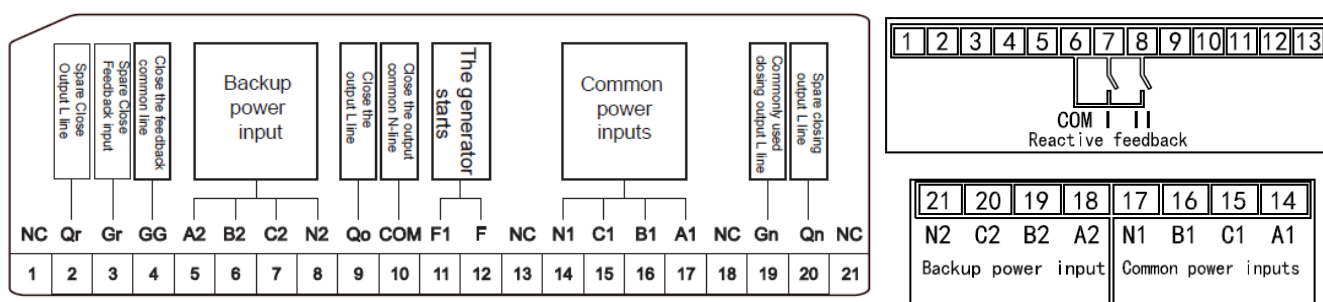 Spare Close
Output L line
Spare Close
Feedback input
Close the feedback
common line
Backup
power
input
Close the
output L line
Close the output
common N-line
The generator
starts
Common
power
inputs
Commonly used
closing output L line
Spare closing
output L line
NC Qr Gr GG A2 B2 C2 N2 Qo COM F1 F NC N1 C1 B1 A1 NC Gn Qn NC
1 2 3 4 5 6 7 8 9 10 11 12 13 14 15 16 17 18 19 20 21
1 2 3 4 5 6 7 8 9 10 11 12 13
COM I II
Reactive feedback
21 20 19 18 17 16 15 14
N2 C2 B2 A2 N1 B1 C1 A1
Backup power input Common power inputs